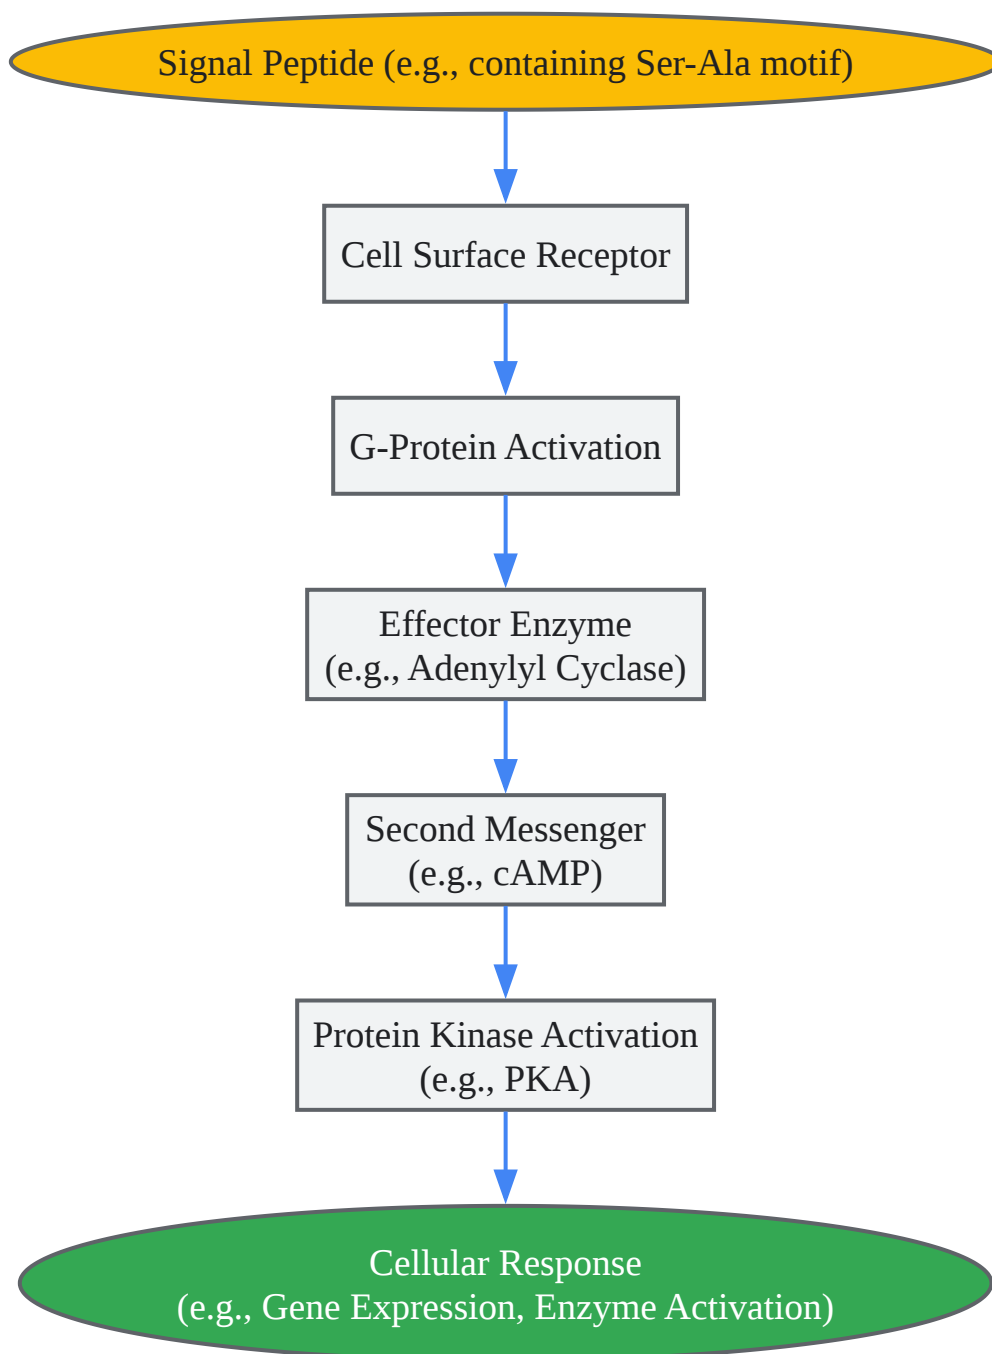 Signal Peptide (e.g., containing Ser-Ala motif)
Cell Surface Receptor
G-Protein Activation
Effector Enzyme
(e.g., Adenylyl Cyclase)
Second Messenger
(e.g., cAMP)
Protein Kinase Activation
(e.g., PKA)
Cellular Response
(e.g., Gene Expression, Enzyme Activation)